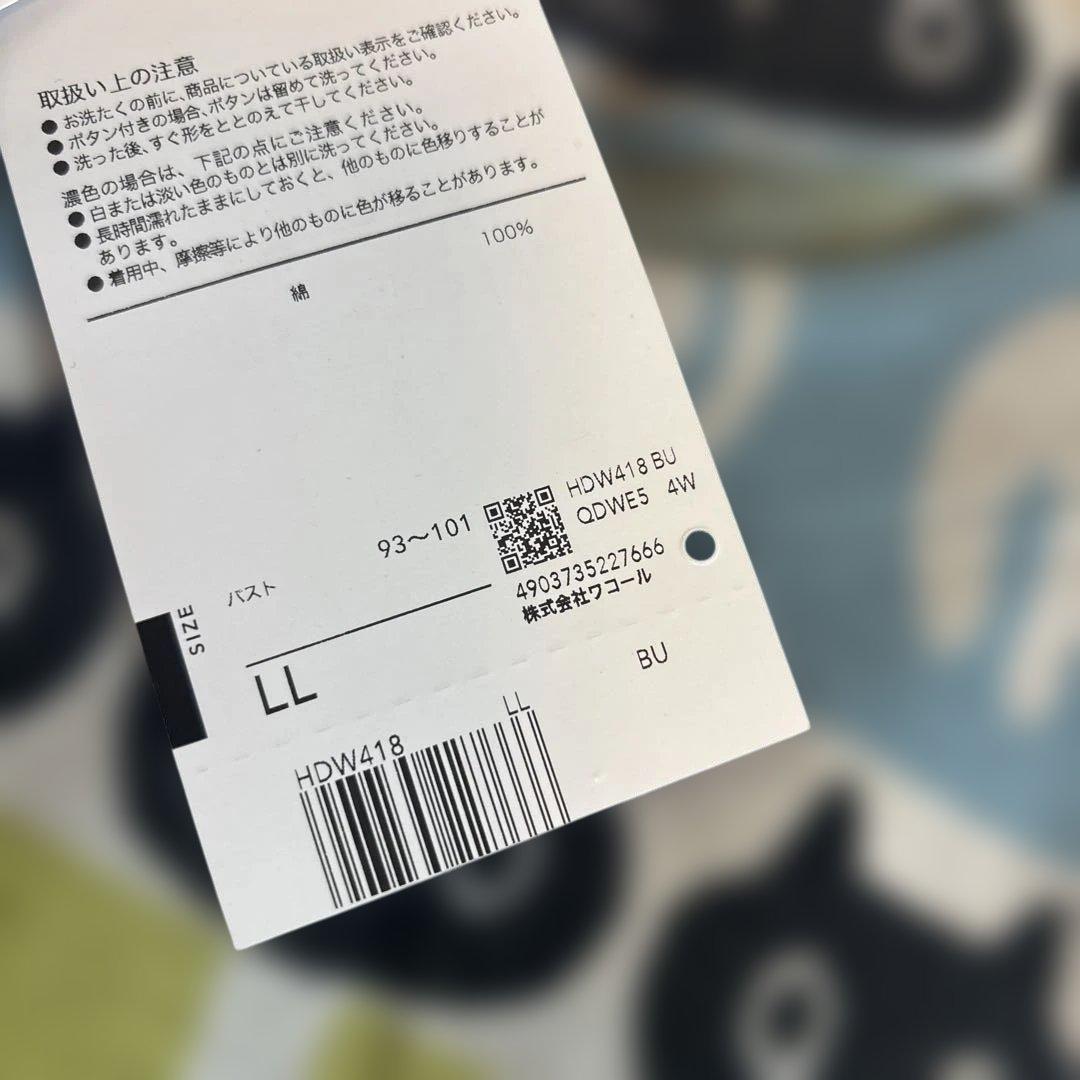 取扱い上の注意
●お洗たくの前に、商品についている取扱い表示をご確認ください。
●ボタン付きの場合、ボタンは留めて洗ってください。
●洗った後、すぐ形をととのえて干してください。
濃色の場合は、下記の点にご注意ください。
●白または淡い色のものとは別に洗ってください。
●長時間濡れたままにしておくと、他のものに色移りすることが
あります。
●着用中、摩擦等により他のものに色が移ることがあります。
綿 100%
HDW418 BU
QDWE5 4W
4903735227666
株式会社ワコール
SIZE
バスト 93〜101
LL
BU
HDW418 LL